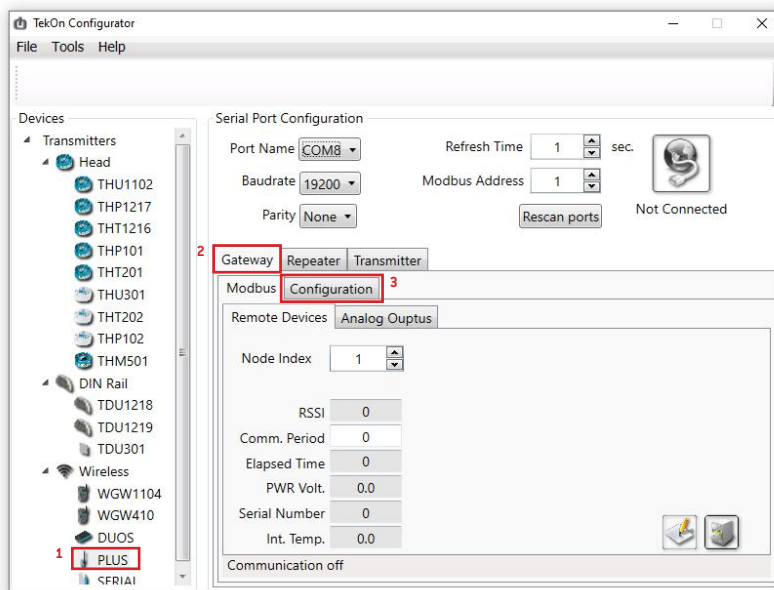 TekOn Configurator
File Tools Help
Devices
Transmitters
Head
THU1102
THP1217
THT1216
THP101
THT201
THU301
THT202
THP102
THM501
DIN Rail
TDU1218
TDU1219
TDU301
Wireless
WGW1104
WGW410
DUOS
1 PLUS
SERIAL
Serial Port Configuration
Port Name COM8 Refresh Time 1 sec.
Baudrate 19200 Modbus Address 1
Parity None Rescan ports Not Connected
2 Gateway Repeater Transmitter
Modbus Configuration 3
Remote Devices Analog Ouptus
Node Index 1
RSSI 0
Comm. Period 0
Elapsed Time 0
PWR Volt. 0.0
Serial Number 0
Int. Temp. 0.0
Communication off